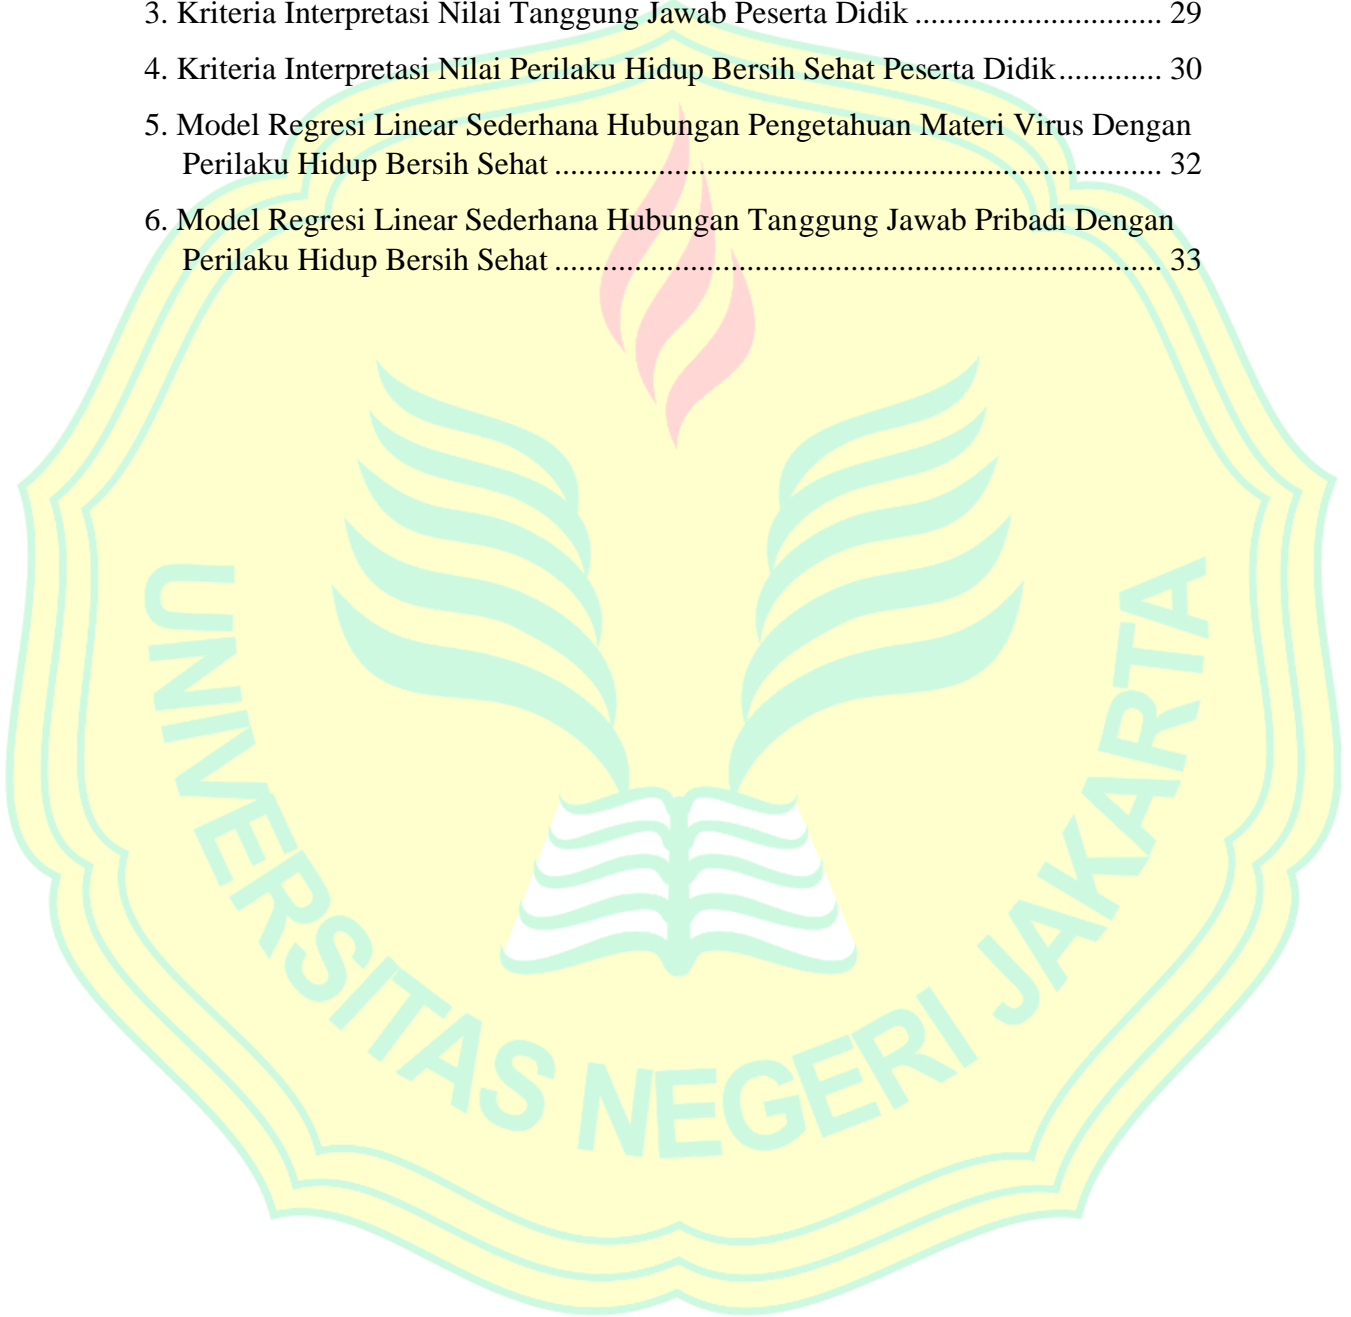 3. Kriteria Interpretasi Nilai Tanggung Jawab Peserta Didik ............................... 29
4. Kriteria Interpretasi Nilai Perilaku Hidup Bersih Sehat Peserta Didik............. 30
5. Model Regresi Linear Sederhana Hubungan Pengetahuan Materi Virus Dengan
Perilaku Hidup Bersih Sehat ............................................................................ 32
6. Model Regresi Linear Sederhana Hubungan Tanggung Jawab Pribadi Dengan
Perilaku Hidup Bersih Sehat ............................................................................ 33
UNIVERSITAS NEGERI JAKARTA